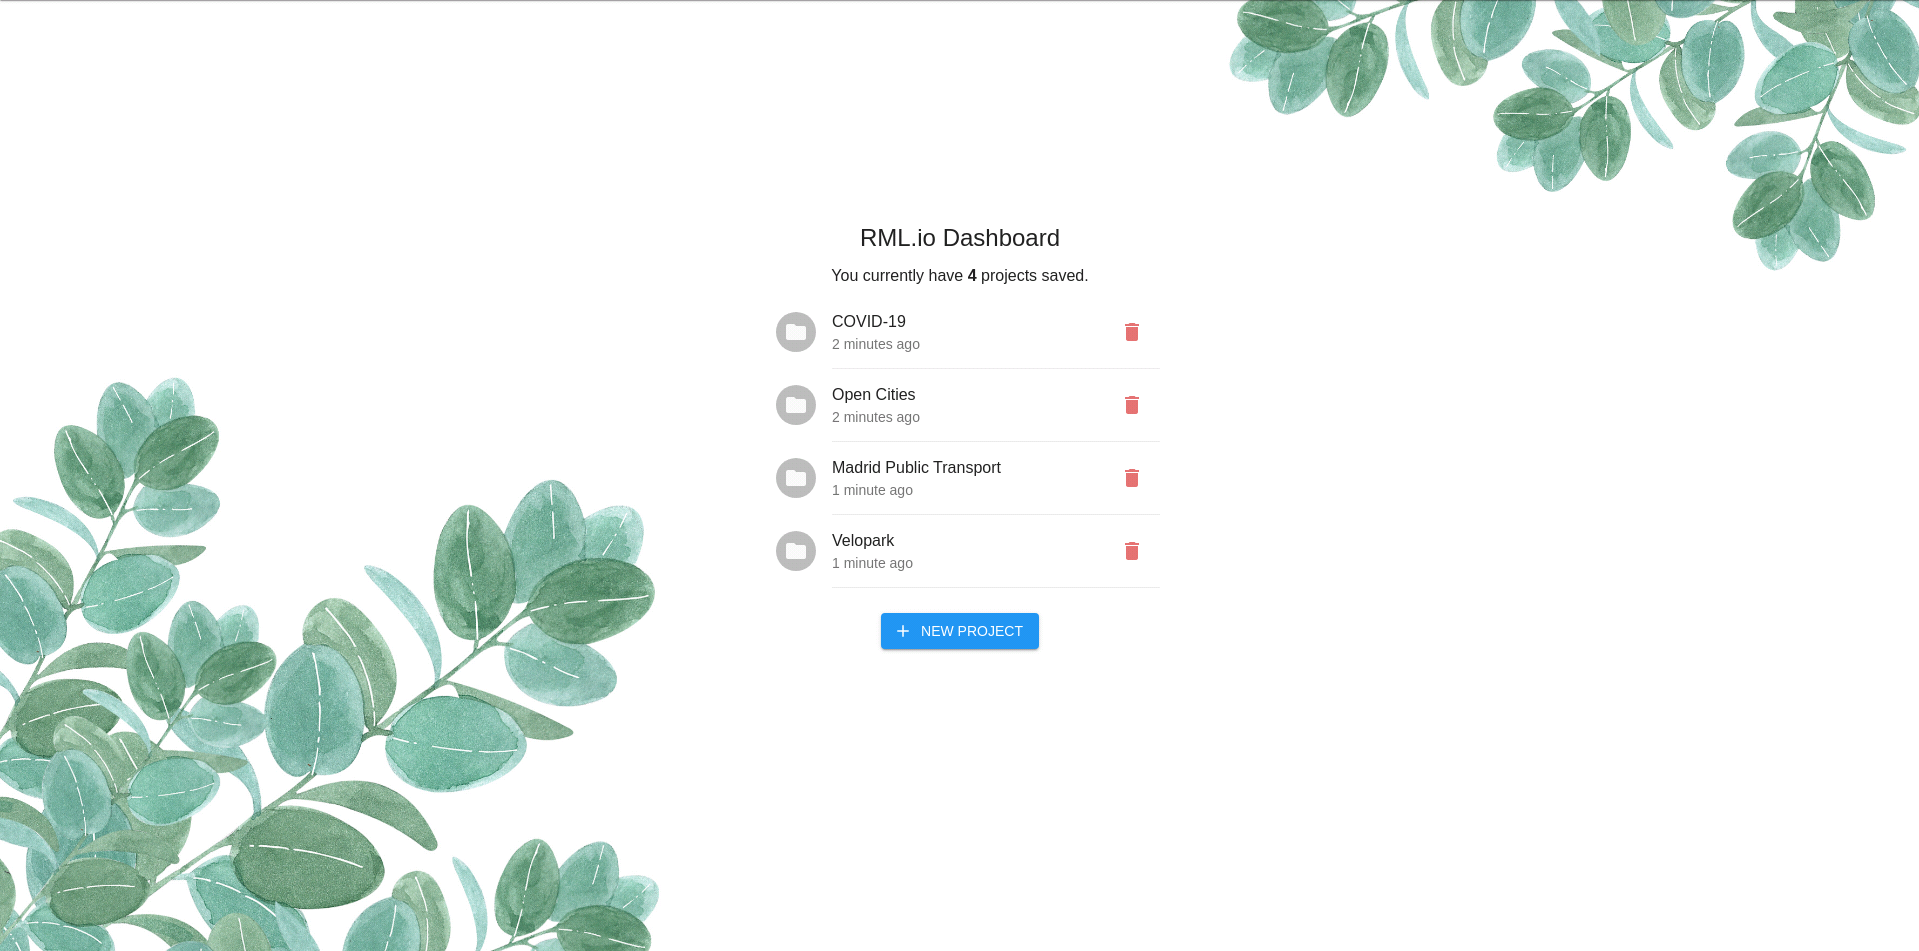 RML.io Dashboard
You currently have 4 projects saved.
COVID-19
2 minutes ago
Open Cities
2 minutes ago
Madrid Public Transport
1 minute ago
Velopark
1 minute ago
NEW PROJECT